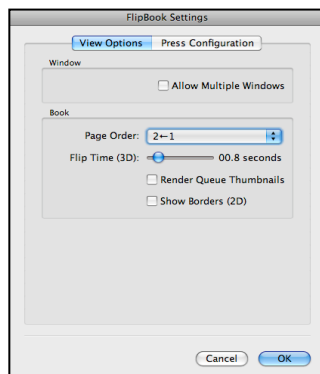 FlipBook Settings
View Options Press Configuration
Window
Allow Multiple Windows
Book
Page Order: 2←1
Flip Time (3D): 00.8 seconds
Render Queue Thumbnails
Show Borders (2D)
Cancel OK